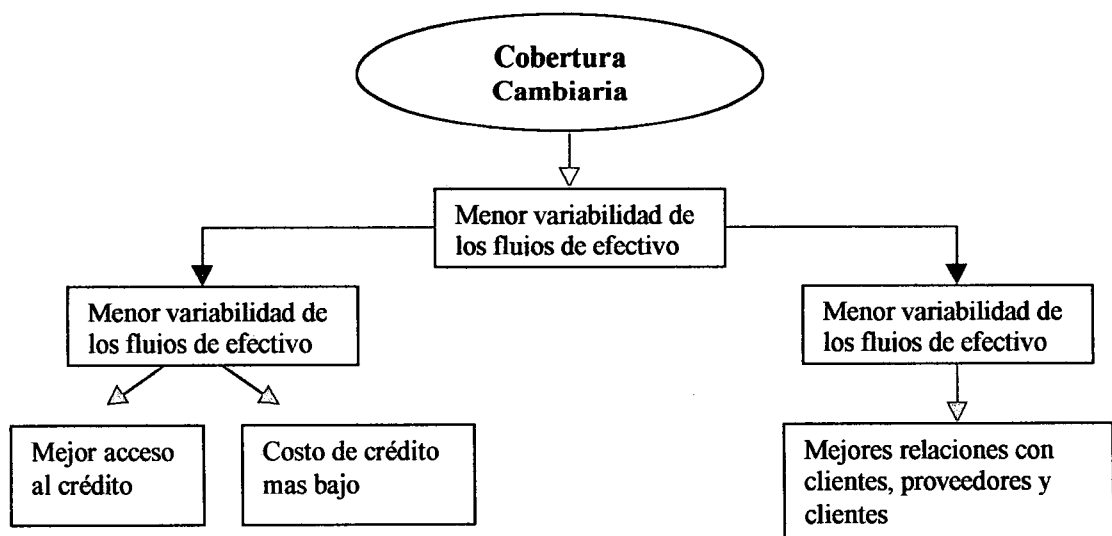 Cobertura
Cambiaria
Menor variabilidad de
los fluios de efectivo
Menor variabilidad de
los flujos de efectivo
Menor variabilidad de
los flujos de efectivo
Mejor acceso
al crédito
Costo de crédito
mas bajo
Mejores relaciones con
clientes, proveedores y
clientes